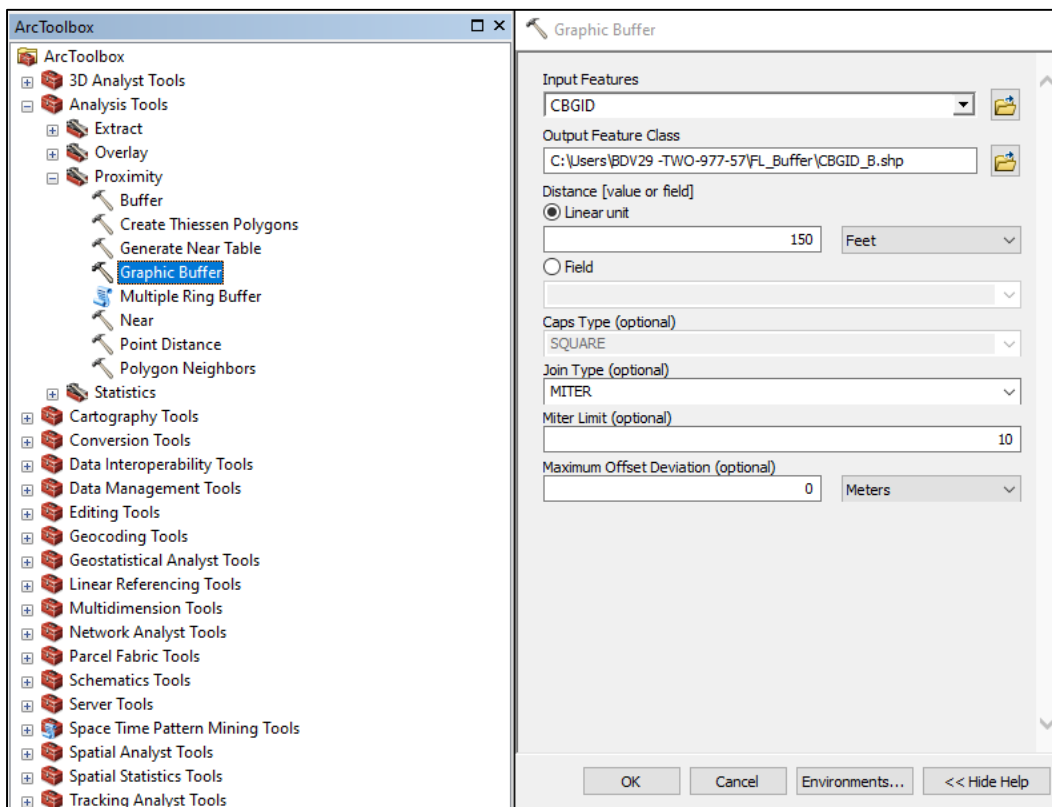 ArcToolbox
ArcToolbox
3D Analyst Tools
Analysis Tools
Extract
Overlay
Proximity
Buffer
Create Thiessen Polygons
Generate Near Table
Graphic Buffer
Multiple Ring Buffer
Near
Point Distance
Polygon Neighbors
Statistics
Cartography Tools
Conversion Tools
Data Interoperability Tools
Data Management Tools
Editing Tools
Geocoding Tools
Geostatistical Analyst Tools
Linear Referencing Tools
Multidimension Tools
Network Analyst Tools
Parcel Fabric Tools
Schematics Tools
Server Tools
Space Time Pattern Mining Tools
Spatial Analyst Tools
Spatial Statistics Tools
Tracking Analyst Tools
Graphic Buffer
Input Features
CBGID
Output Feature Class
C:\Users\BDV29 -TWO-977-57\FL_Buffer\CBGID_B.shp
Distance [value or field]
Linear unit
150 Feet
Field
Caps Type (optional)
SQUARE
Join Type (optional)
MITER
Miter Limit (optional)
10
Maximum Offset Deviation (optional)
0 Meters
OK Cancel Environments... << Hide Help